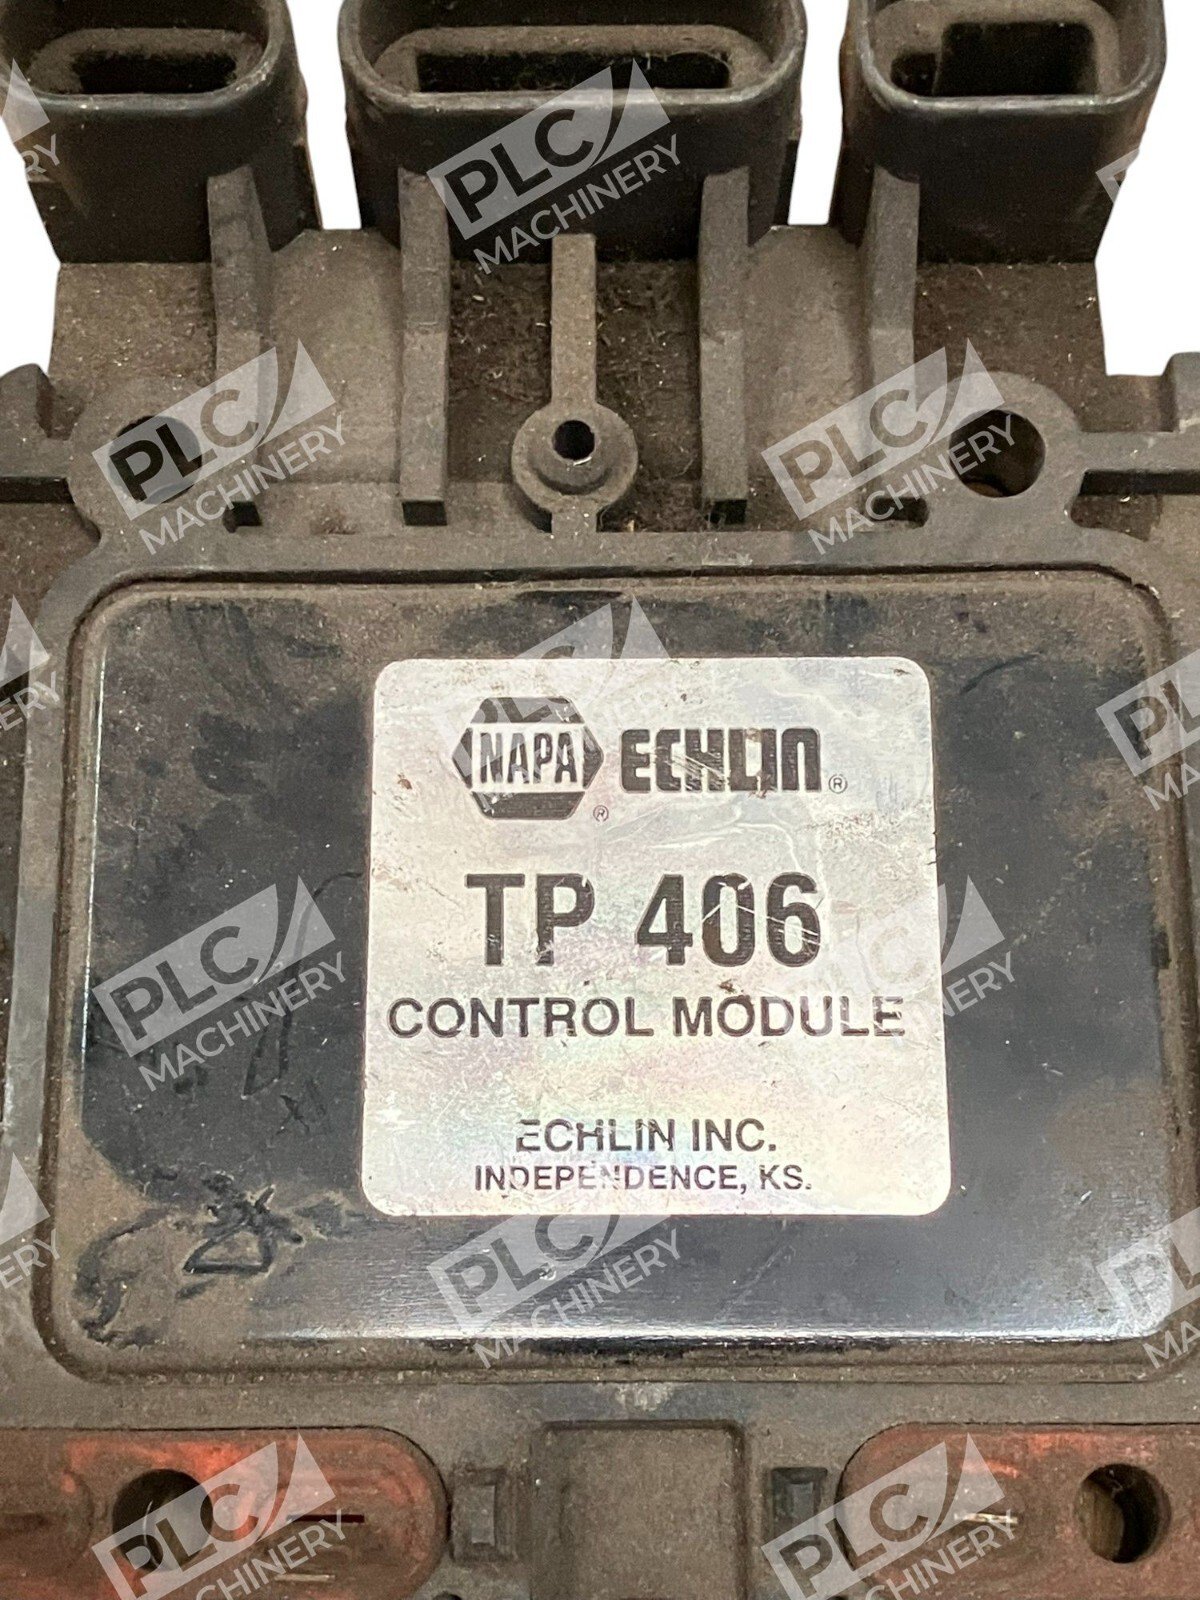 NAPA ® ECHLIN ®
TP 406
CONTROL MODULE
ECHLIN INC.
INDEPENDENCE, KS.
PLC
MACHINERY